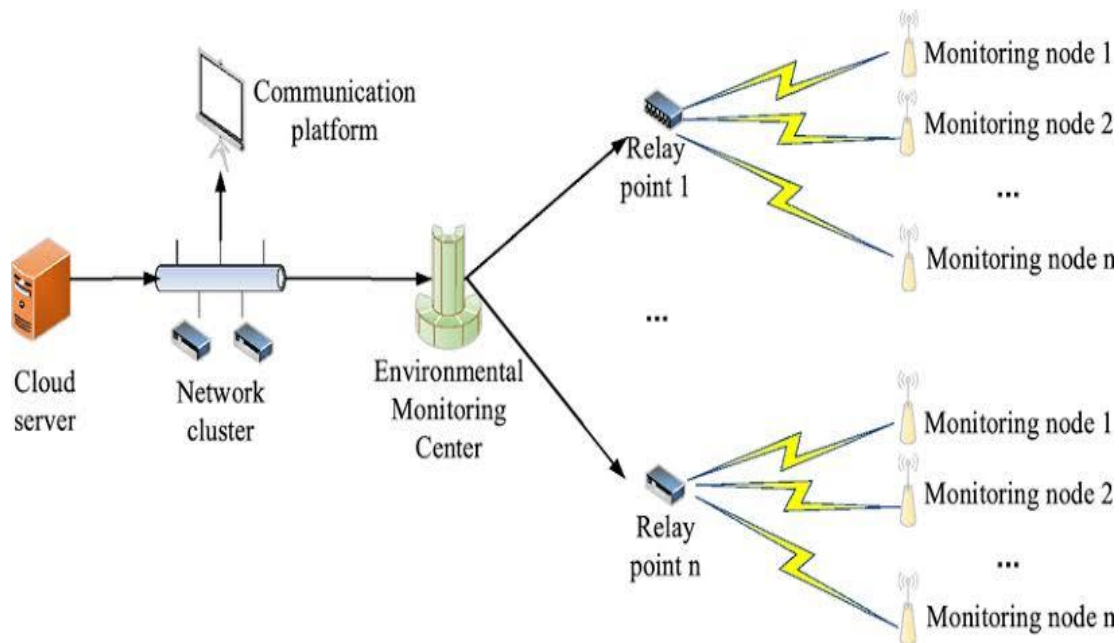 Communication
platform
Cloud
server
Network
cluster
Environmental
Monitoring
Center
Relay
point 1
Monitoring node 1
Monitoring node 2
...
Monitoring node n
...
Relay
point n
Monitoring node 1
Monitoring node 2
...
Monitoring node n